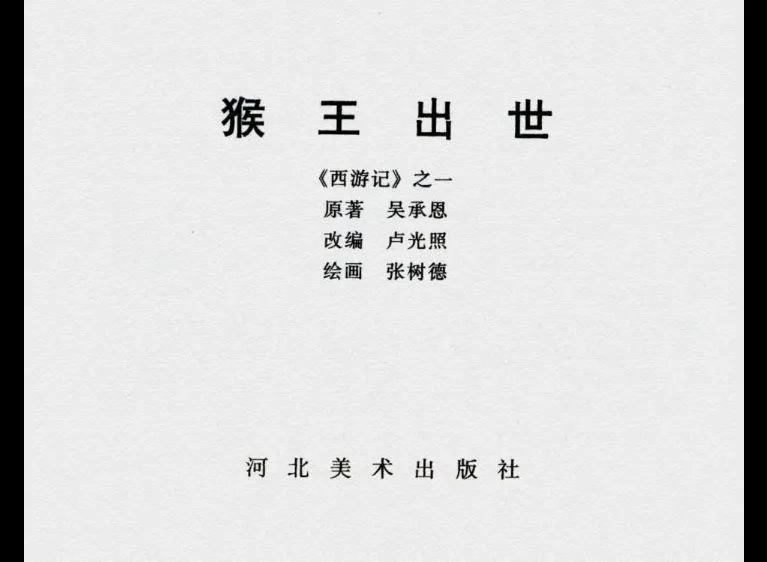 猴王出世
《西游记》之一
原著 吴承恩
改编 卢光照
绘画 张树德
河北美术出版社